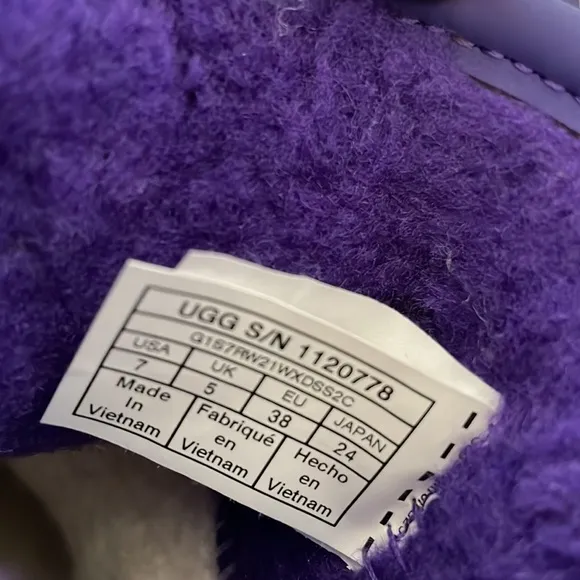 UGG S/N 1120778
G1S7RW21WXDSS2C
USA UK EU JAPAN
7 5 38 24
Made In Vietnam
Fabriqué en Vietnam
Hecho en Vietnam